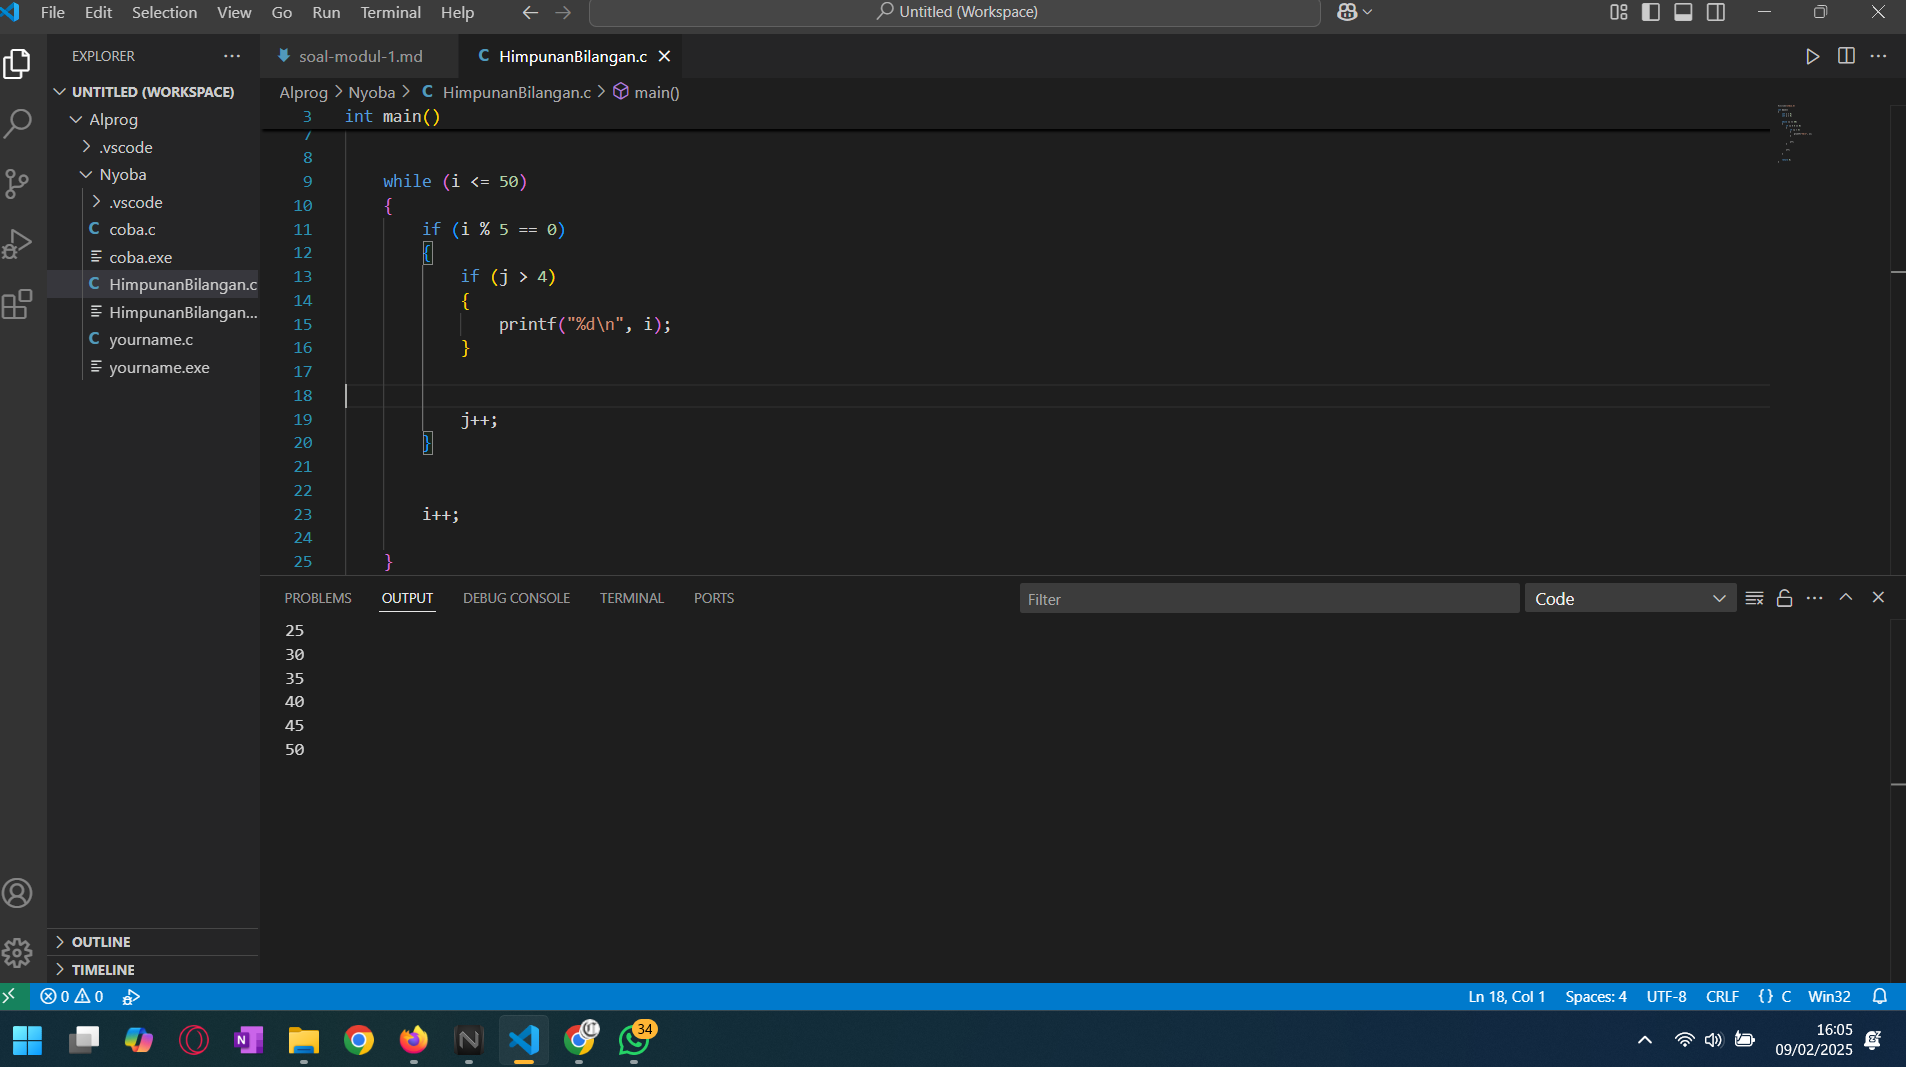 File Edit Selection View Go Run Terminal Help
Untitled (Workspace)
EXPLORER
UNTITLED (WORKSPACE)
Alprog
.vscode
Nyoba
.vscode
coba.c
coba.exe
HimpunanBilangan.c
HimpunanBilangan...
yourname.c
yourname.exe
OUTLINE
TIMELINE
soal-modul-1.md
HimpunanBilangan.c
Alprog > Nyoba > C HimpunanBilangan.c > main()
3 int main()
7
8
9 while (i <= 50)
10 {
11 if (i % 5 == 0)
12 {
13 if (j > 4)
14 {
15 printf("%d\n", i);
16 }
17
18
19 j++;
20 }
21
22
23 i++;
24
25 }
PROBLEMS OUTPUT DEBUG CONSOLE TERMINAL PORTS
Filter
Code
25
30
35
40
45
50
0 0
Ln 18, Col 1 Spaces: 4 UTF-8 CRLF {} C Win32
34
16:05
09/02/2025